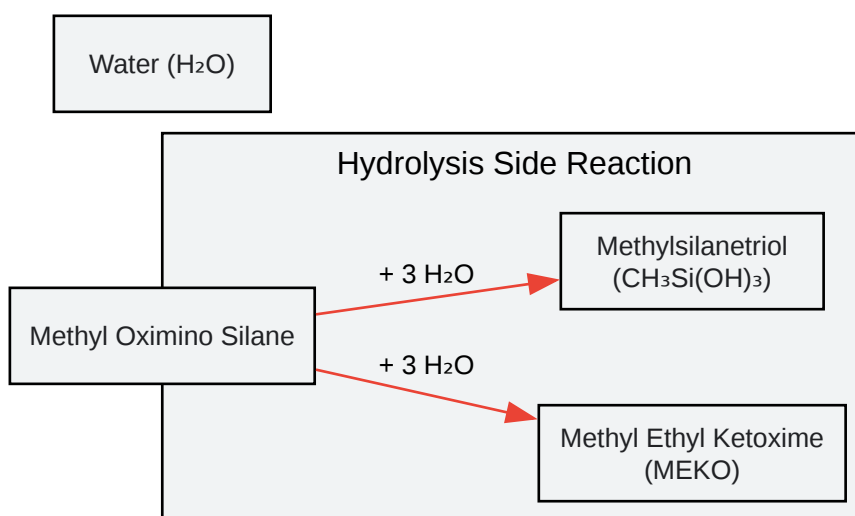 Water (H₂O)
Hydrolysis Side Reaction
Methylsilanetriol
(CH₃Si(OH)₃)
+ 3 H₂O
Methyl Oximino Silane
+ 3 H₂O
Methyl Ethyl Ketoxime
(MEKO)